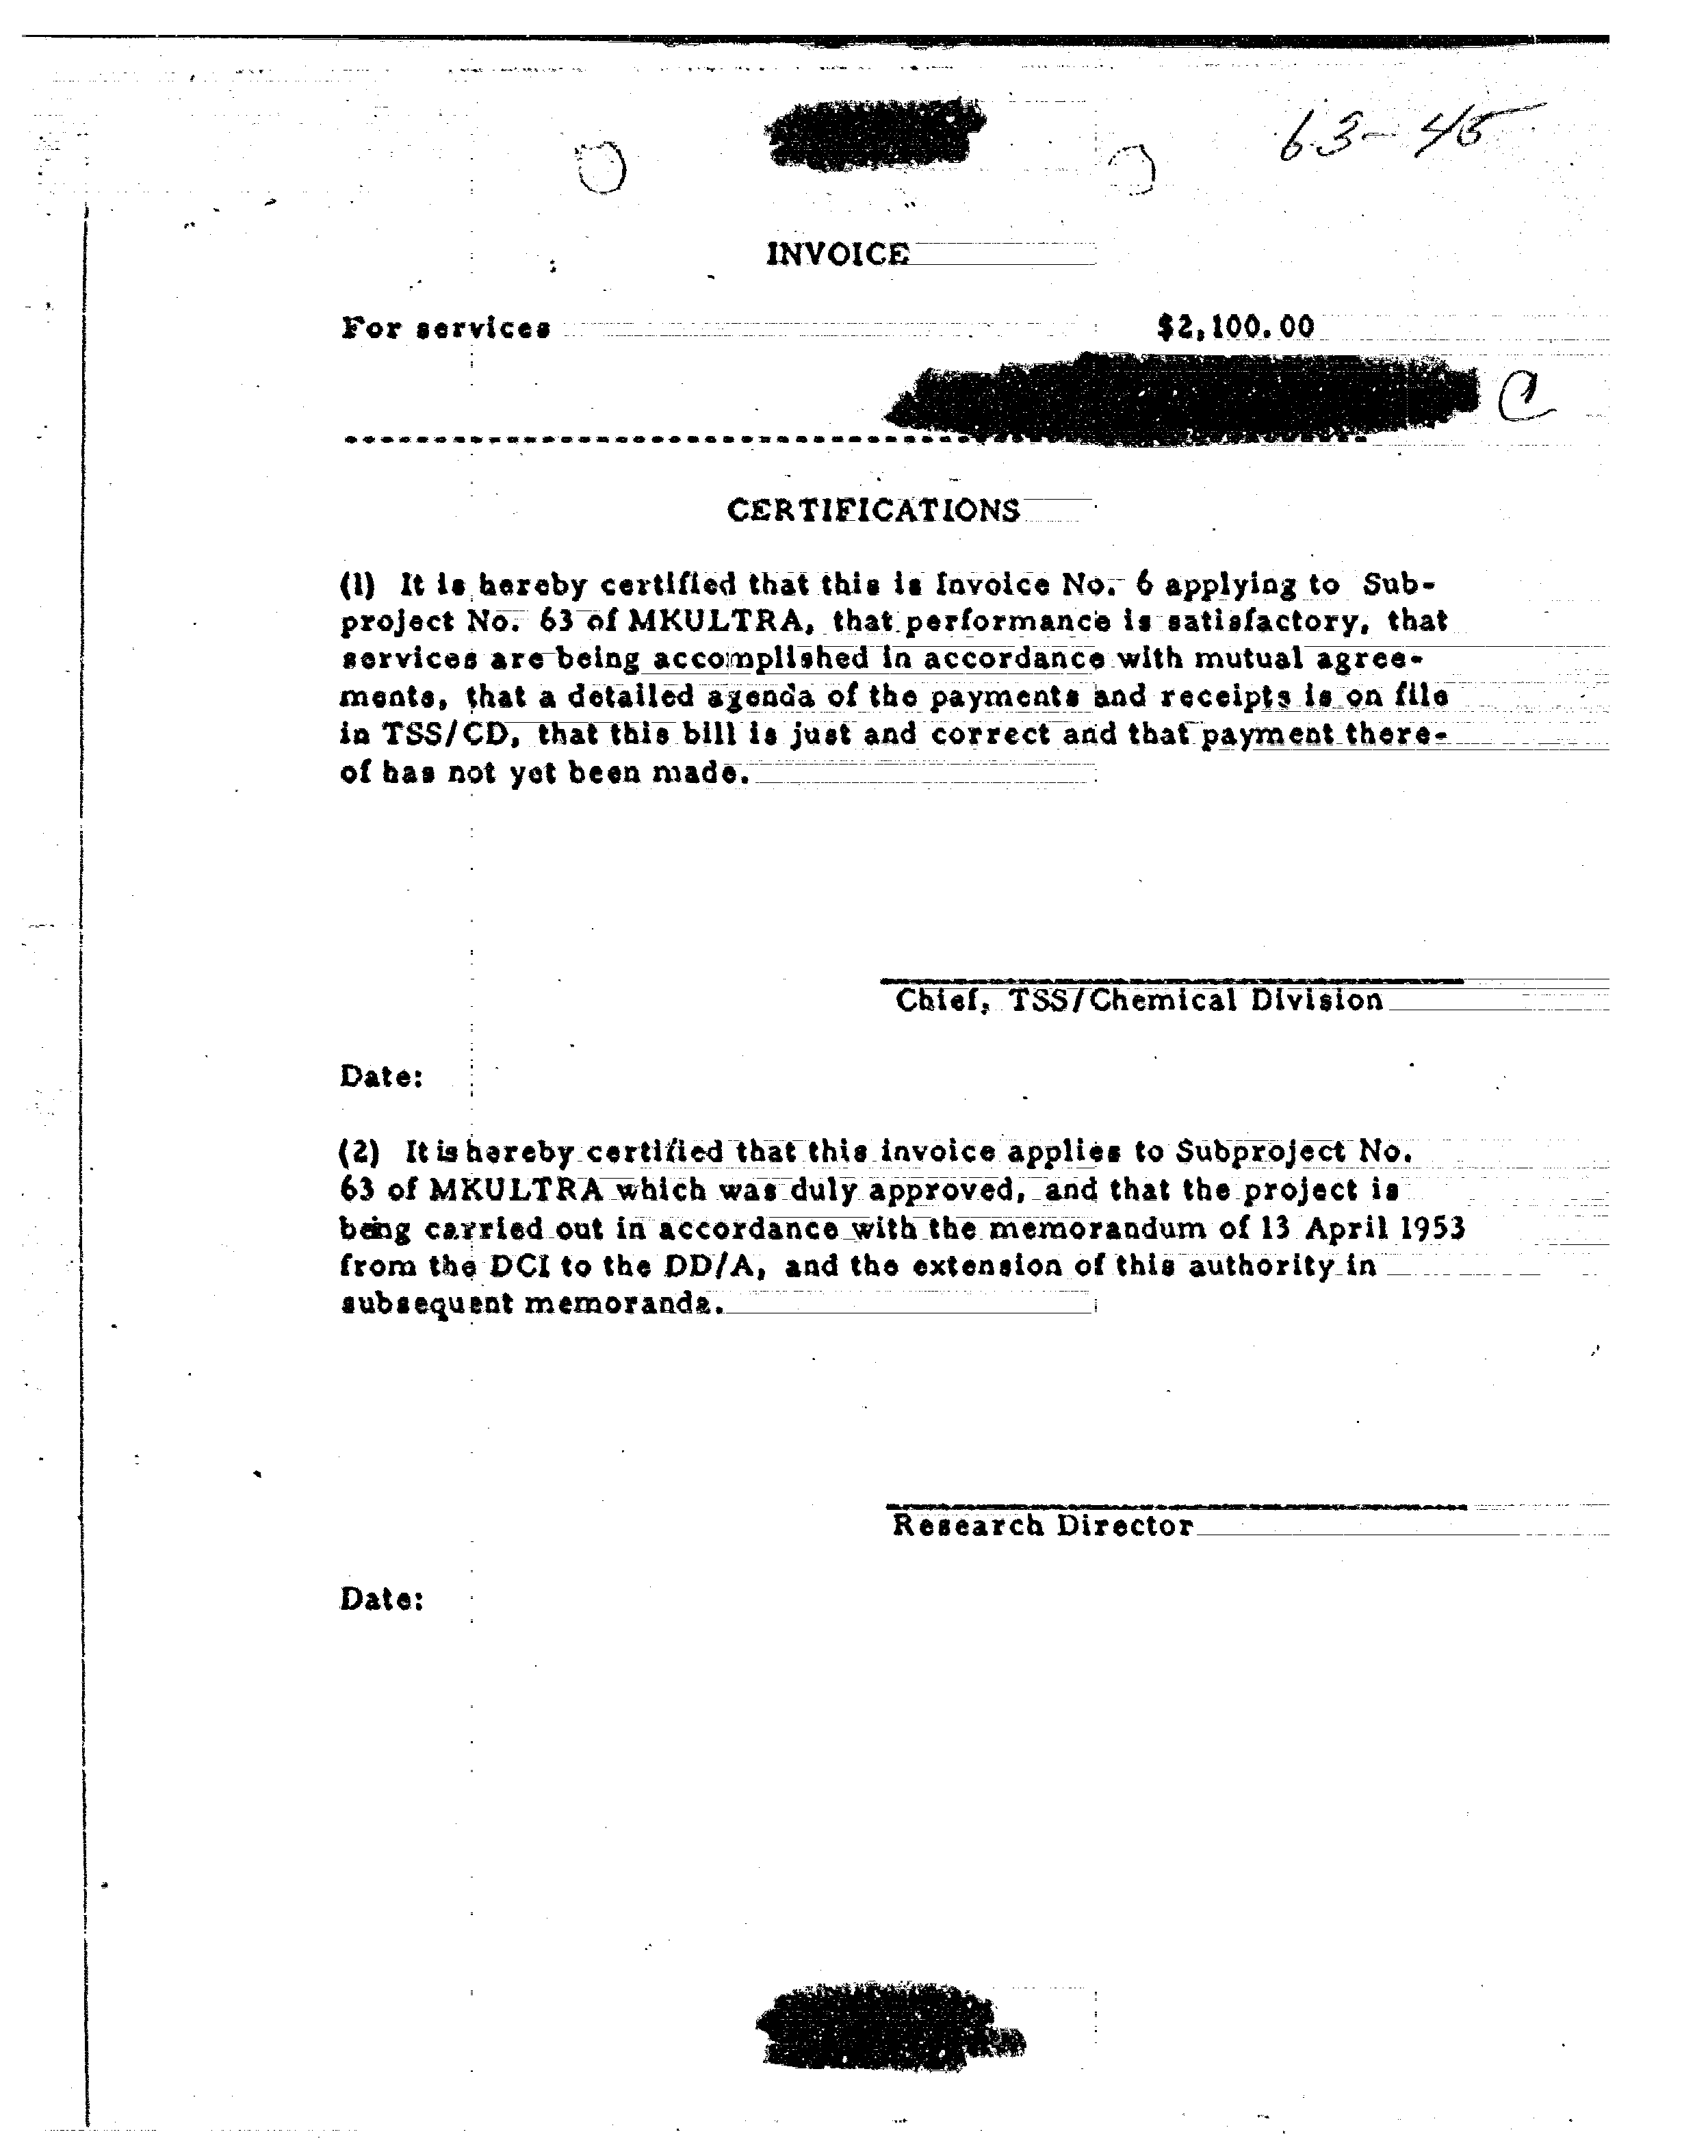 63-45
INVOICE
For services $2,100.00
C
CERTIFICATIONS
(1) It is hereby certified that this is Invoice No. 6 applying to Sub-
project No. 63 of MKULTRA, that performance is satisfactory, that
services are being accomplished in accordance with mutual agree-
ments, that a detailed agenda of the payments and receipts is on file
in TSS/CD, that this bill is just and correct and that payment there-
of has not yet been made.
Chief, TSS/Chemical Division
Date:
(2) It is hereby certified that this invoice applies to Subproject No.
63 of MKULTRA which was duly approved, and that the project is
being carried out in accordance with the memorandum of 13 April 1953
from the DCI to the DD/A, and the extension of this authority in
subsequent memoranda.
Research Director
Date: